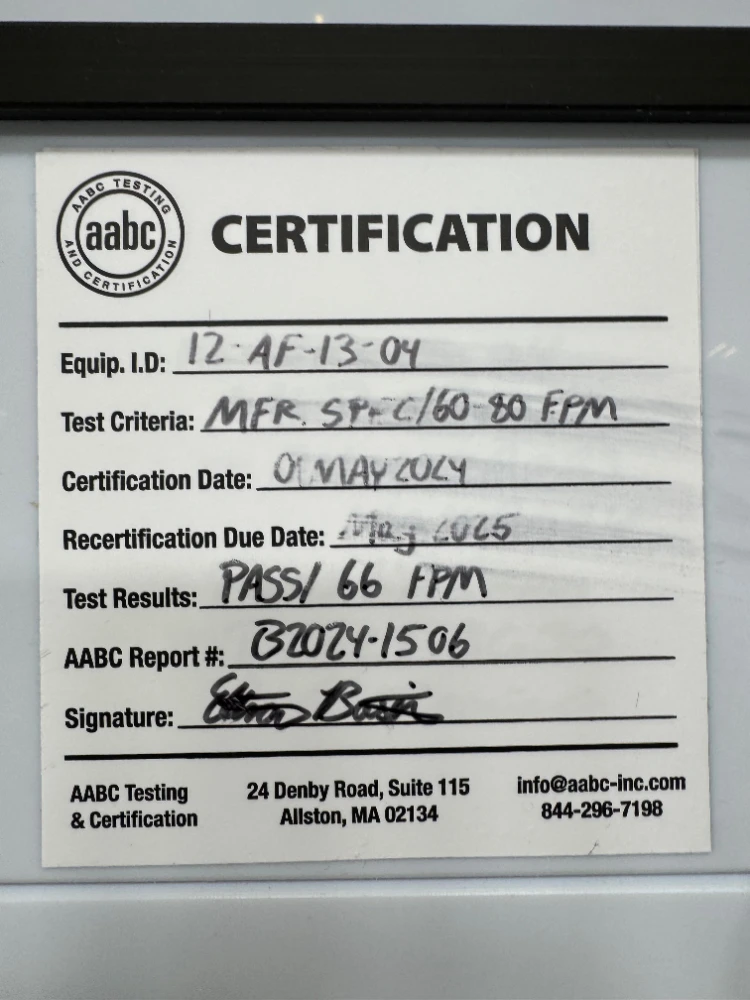 AABC TESTING
aabc
AND CERTIFICATION
CERTIFICATION
Equip. I.D: 12-AF-13-04
Test Criteria: MFR. SPEC/60-80 FPM
Certification Date: MAY 2024
Recertification Due Date: May 2025
Test Results: PASS/ 66 FPM
AABC Report #: B2024-1506
Signature:
AABC Testing
& Certification
24 Denby Road, Suite 115
Allston, MA 02134
info@aabc-inc.com
844-296-7198